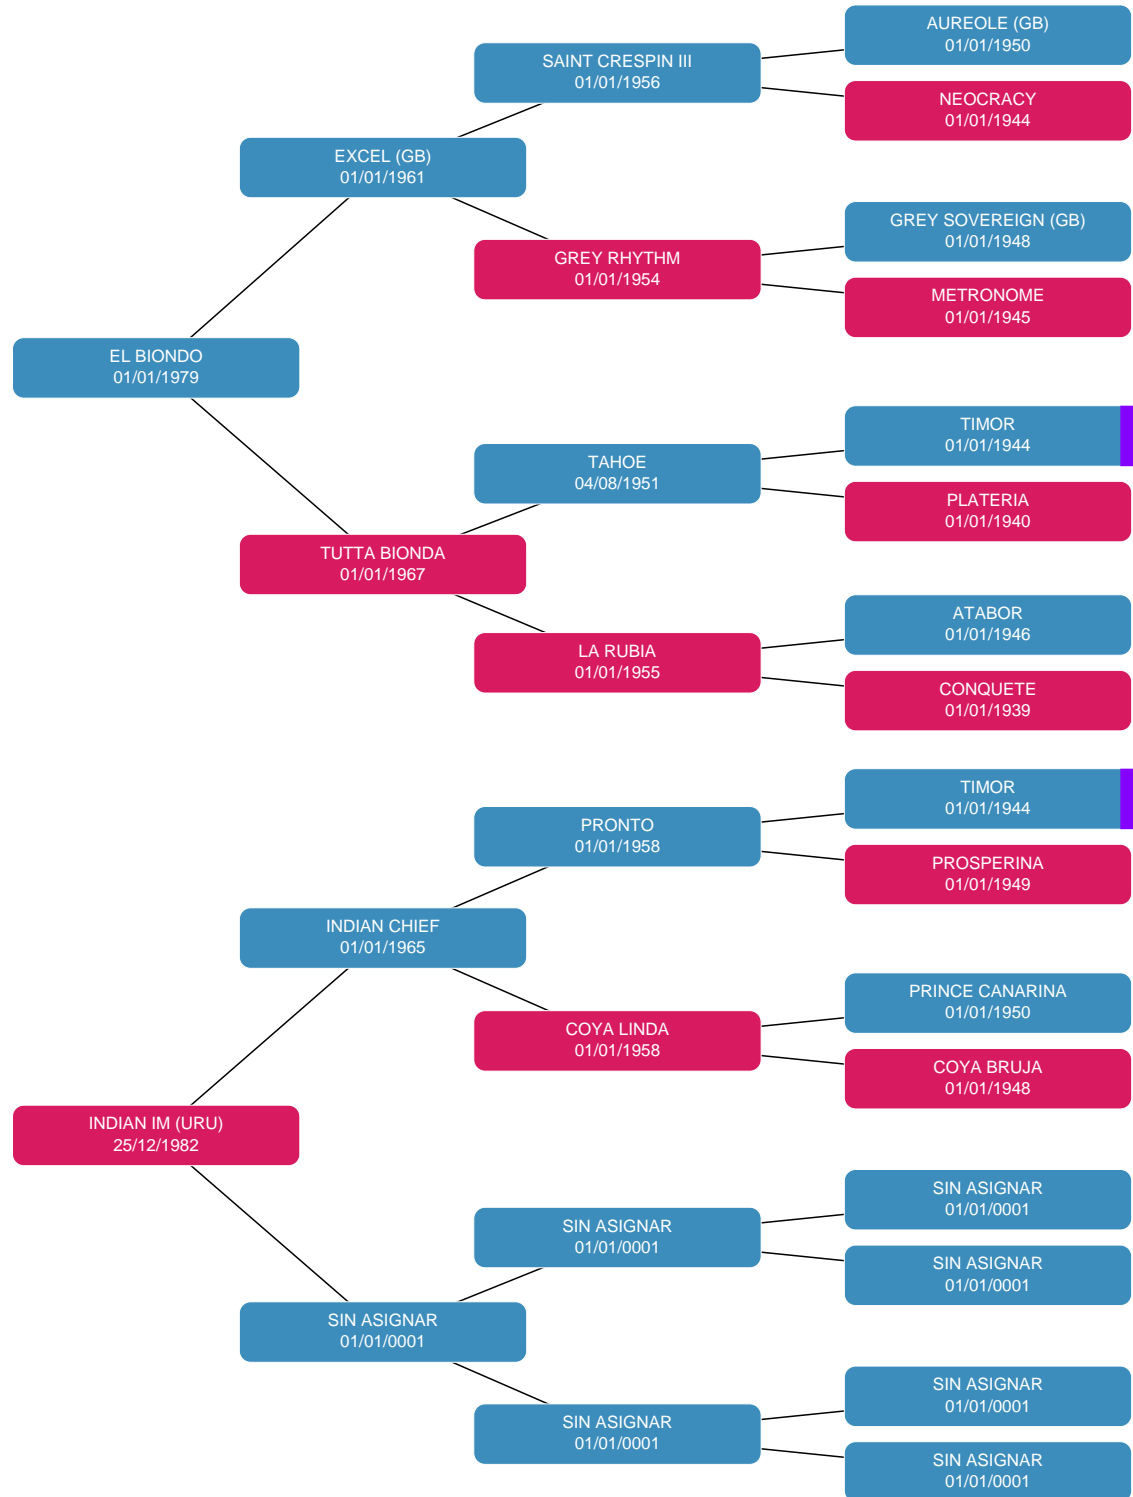 AUREOLE (GB)
01/01/1950
SAINT CRESPIN III
01/01/1956
NEOCRACY
01/01/1944
EXCEL (GB)
01/01/1961
GREY SOVEREIGN (GB)
01/01/1948
GREY RHYTHM
01/01/1954
METRONOME
01/01/1945
EL BIONDO
01/01/1979
TIMOR
01/01/1944
TAHOE
04/08/1951
PLATERIA
01/01/1940
TUTTA BIONDA
01/01/1967
ATABOR
01/01/1946
LA RUBIA
01/01/1955
CONQUETE
01/01/1939
TIMOR
01/01/1944
PRONTO
01/01/1958
PROSPERINA
01/01/1949
INDIAN CHIEF
01/01/1965
PRINCE CANARINA
01/01/1950
COYA LINDA
01/01/1958
COYA BRUJA
01/01/1948
INDIAN IM (URU)
25/12/1982
SIN ASIGNAR
01/01/0001
SIN ASIGNAR
01/01/0001
SIN ASIGNAR
01/01/0001
SIN ASIGNAR
01/01/0001
SIN ASIGNAR
01/01/0001
SIN ASIGNAR
01/01/0001
SIN ASIGNAR
01/01/0001